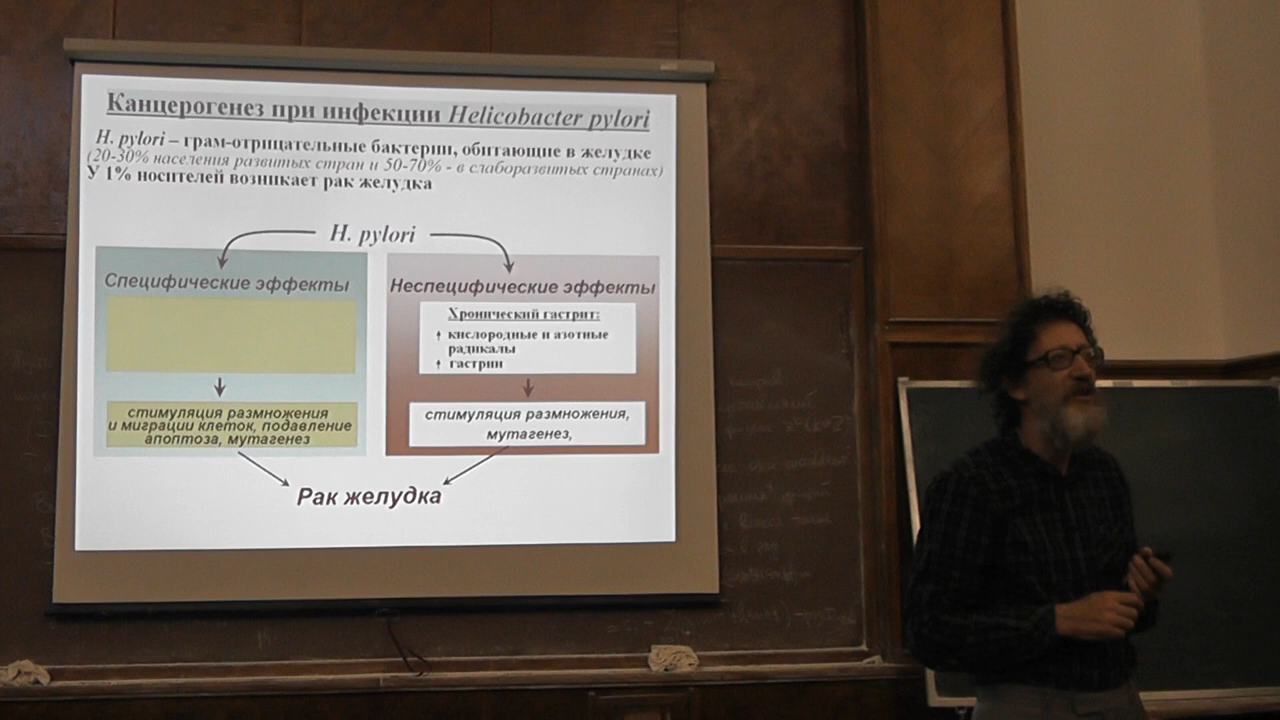 Канцерогенез при инфекции Helicobacter pylori
H. pylori – грам-отрицательные бактерии, обитающие в желудке
(20-30% населения развитых стран и 50-70% - в слаборазвитых странах)
У 1% носителей возникает рак желудка
H. pylori
Специфические эффекты
стимуляция размножения
и миграции клеток, подавление
апоптоза, мутагенез
Неспецифические эффекты
Хронический гастрит:
↑ кислородные и азотные
радикалы
↑ гастрин
стимуляция размножения,
мутагенез,
Рак желудка